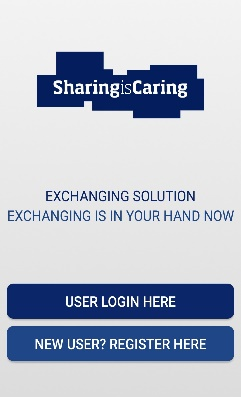 SharingisCaring
EXCHANGING SOLUTION
EXCHANGING IS IN YOUR HAND NOW
USER LOGIN HERE
NEW USER? REGISTER HERE